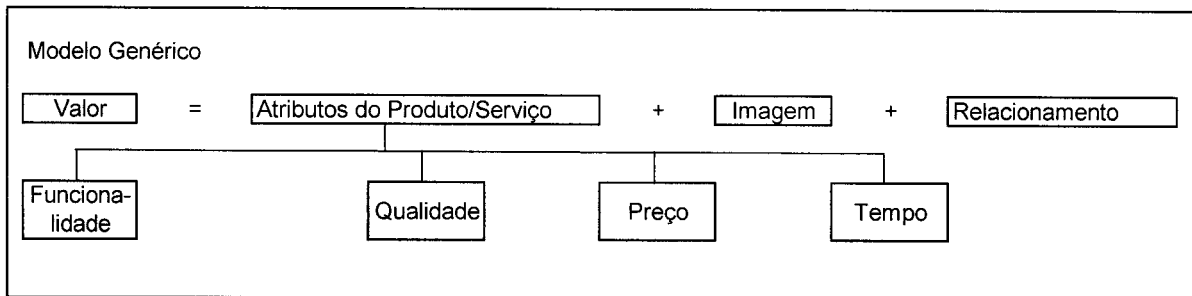 Modelo Genérico
Valor = Atributos do Produto/Serviço + Imagem + Relacionamento
Funciona-
lidade
Qualidade Preço Tempo